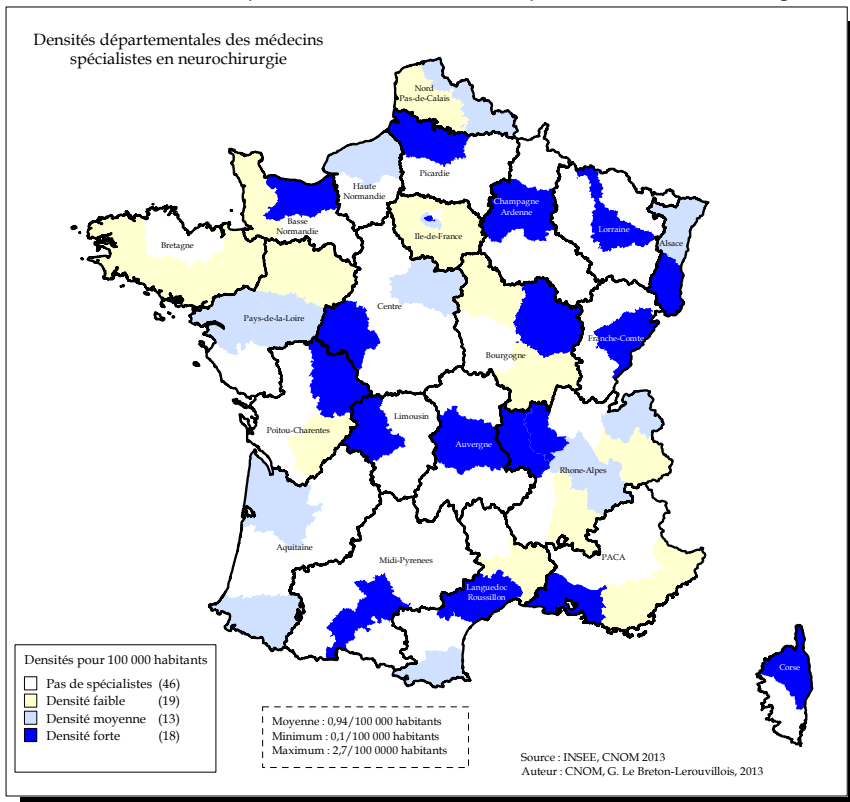 Densités départementales des médecins
spécialistes en neurochirurgie
Nord
Pas-de-Calais
Picardie
Haute
Normandie
Basse
Normandie
Champagne
Ardenne
Lorraine
Alsace
Ile-de-France
Bretagne
Centre
Pays-de-la-Loire
Franche-Comte
Bourgogne
Limousin
Poitou-Charentes
Auvergne
Rhone-Alpes
Aquitaine
Midi-Pyrenees
PACA
Languedoc
Roussillon
Corse
Densités pour 100 000 habitants
Pas de spécialistes (46)
Densité faible (19)
Densité moyenne (13)
Densité forte (18)
Moyenne : 0,94/100 000 habitants
Minimum : 0,1/100 000 habitants
Maximum : 2,7/100 0000 habitants
Source : INSEE, CNOM 2013
Auteur : CNOM, G. Le Breton-Lerouvillois, 2013